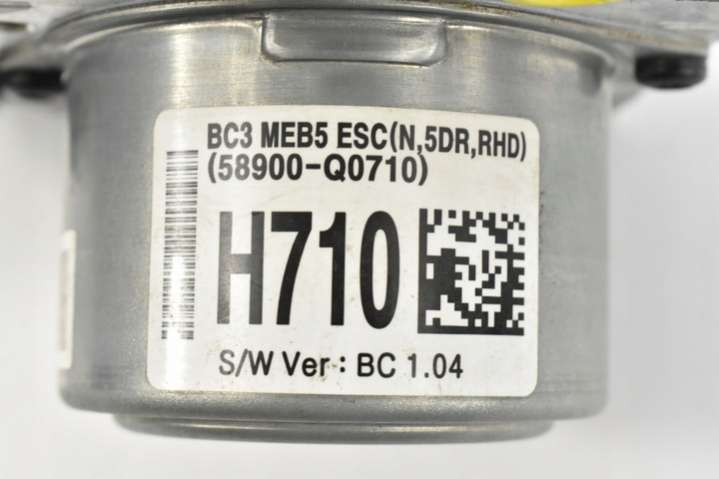 BC3 MEB5 ESC(N,5DR,RHD)
(58900-Q0710)
H710
S/W Ver : BC 1.04